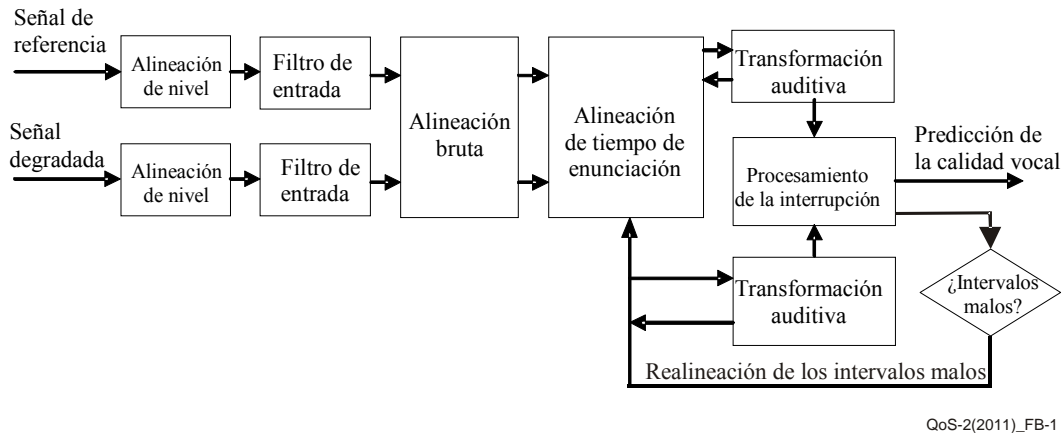 Señal de
referencia
Alineación
de nivel
Filtro de
entrada
Alineación
bruta
Alineación
de tiempo de
enunciación
Transformación
auditiva
Señal
degradada
Alineación
de nivel
Filtro de
entrada
Procesamiento
de la interrupción
Predicción de
la calidad vocal
Transformación
auditiva
¿Intervalos
malos?
Realineación de los intervalos malos
QoS-2(2011)_FB-1